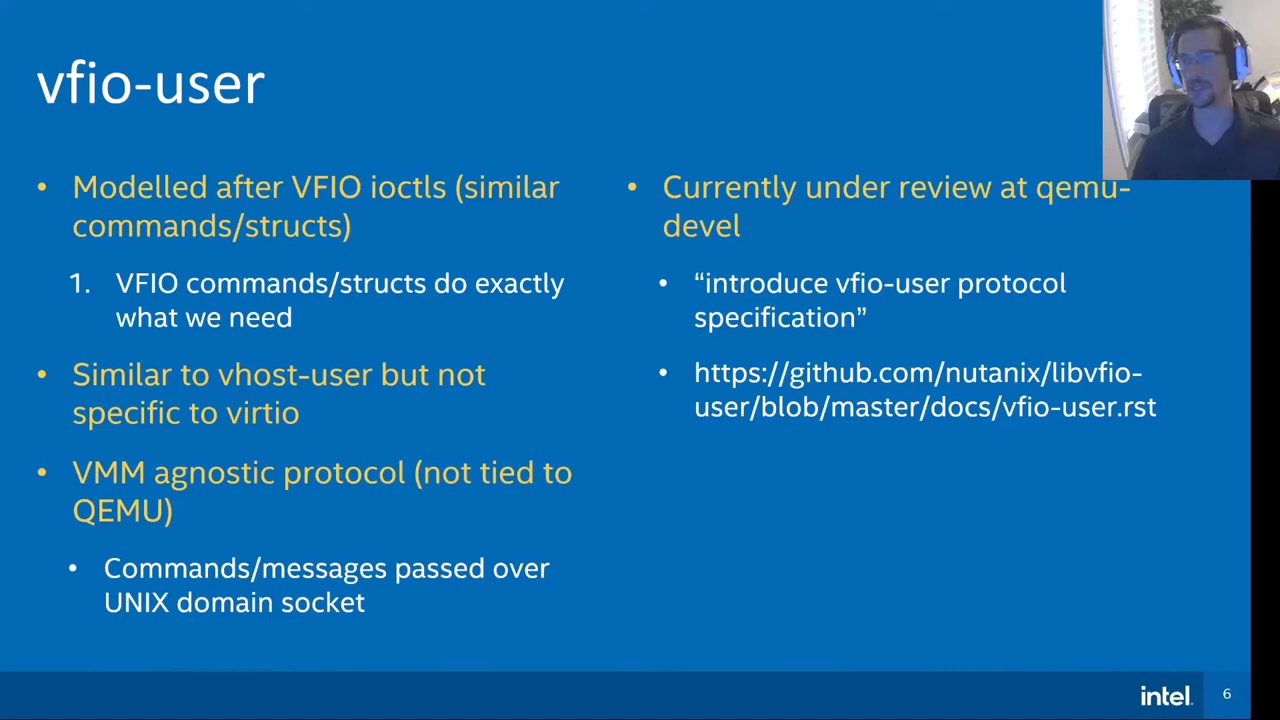 vfio-user
• Modelled after VFIO ioctls (similar
commands/structs)
1. VFIO commands/structs do exactly
what we need
• Similar to vhost-user but not
specific to virtio
• VMM agnostic protocol (not tied to
QEMU)
• Commands/messages passed over
UNIX domain socket
• Currently under review at qemu-
devel
• “introduce vfio-user protocol
specification”
• https://github.com/nutanix/libvfio-
user/blob/master/docs/vfio-user.rst
intel.
6